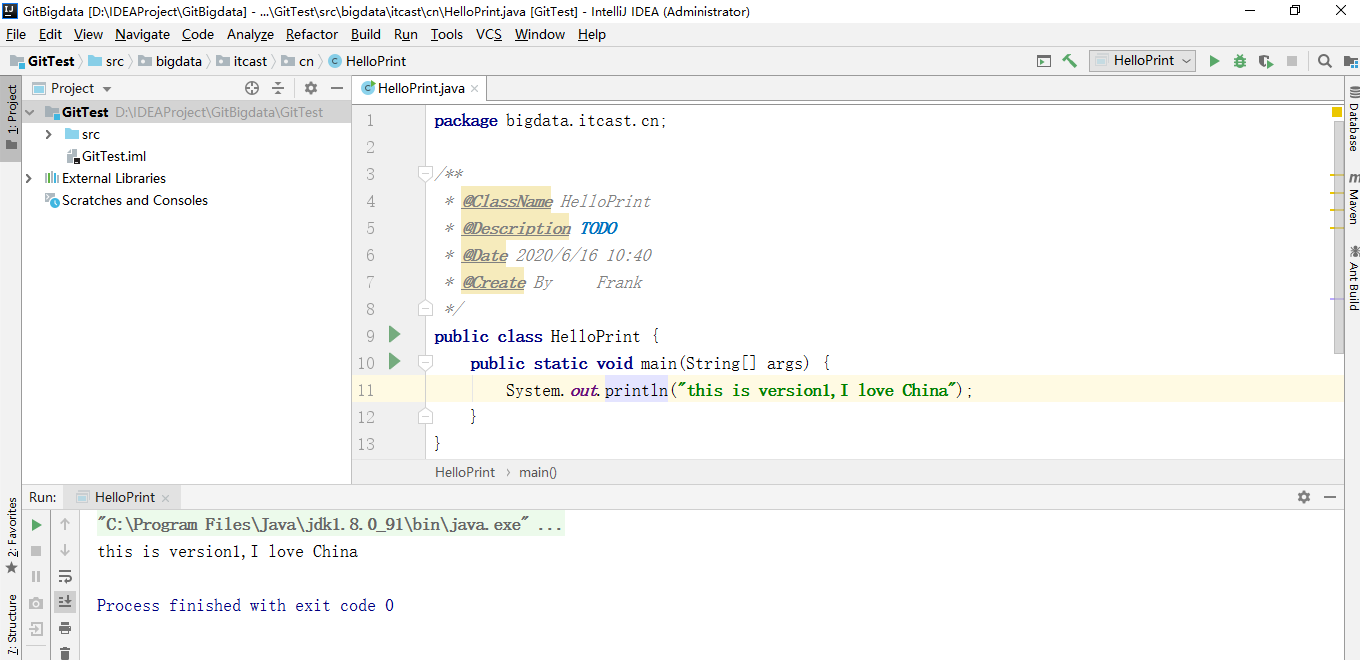 GitBigdata [D:\IDEAProject\GitBigdata] - ...\GitTest\src\bigdata\itcast\cn\HelloPrint.java [GitTest] - IntelliJ IDEA (Administrator)
File Edit View Navigate Code Analyze Refactor Build Run Tools VCS Window Help
GitTest src bigdata itcast cn HelloPrint HelloPrint
1: Project
Project
HelloPrint.java
GitTest D:\IDEAProject\GitBigdata\GitTest
src
GitTest.iml
External Libraries
Scratches and Consoles
1 package bigdata.itcast.cn;
2
3 /**
4 * @ClassName HelloPrint
5 * @Description TODO
6 * @Date 2020/6/16 10:40
7 * @Create By Frank
8 */
9 public class HelloPrint {
10 public static void main(String[] args) {
11 System.out.println("this is version1,I love China");
12 }
13 }
HelloPrint › main()
Database
Maven
Ant Build
Run: HelloPrint
"C:\Program Files\Java\jdk1.8.0_91\bin\java.exe" ...
this is version1,I love China
Process finished with exit code 0
2: Favorites
7: Structure